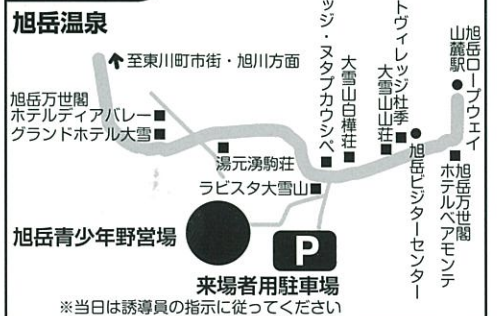 旭岳温泉
至東川町市街・旭川方面
旭岳万世閣
ホテルディアバレー
グランドホテル大雪
湯元湧駒荘
ラビスタ大雪山
ッジ・ヌタプカウシペ
大雪山白樺荘
大雪山山荘
トヴィレッジ杜季
旭岳ビジターセンター
旭岳ロープウェイ
山麓駅
旭岳万世閣
ホテルベアモンテ
旭岳青少年野営場
P
来場者用駐車場
※当日は誘導員の指示に従ってください